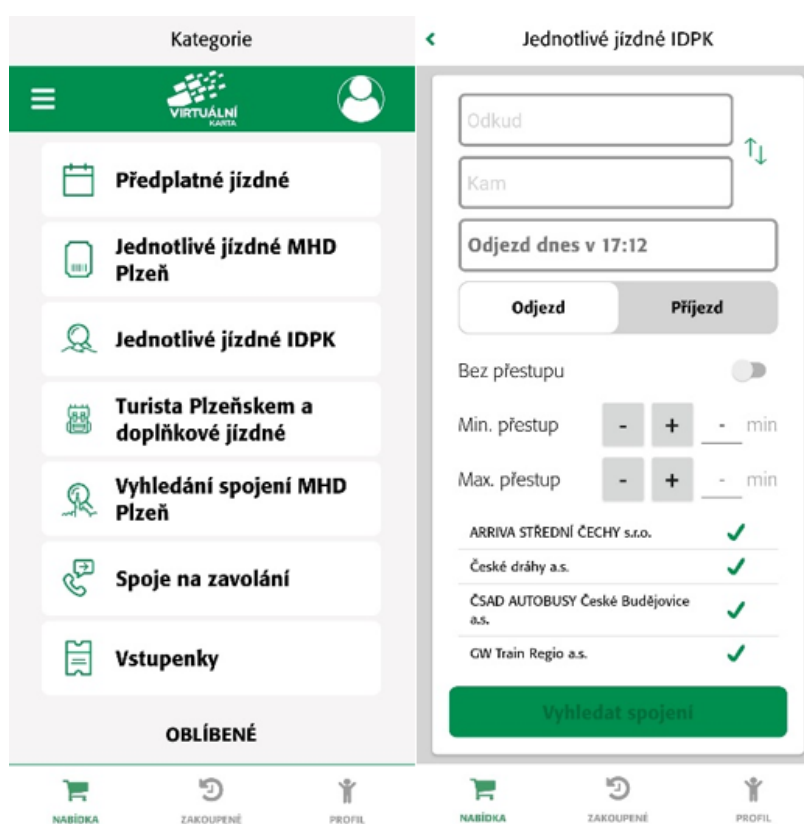 Kategorie
VIRTUÁLNÍ
KARTA
Předplatné jízdné
Jednotlivé jízdné MHD
Plzeň
Jednotlivé jízdné IDPK
Turista Plzeňskem a
doplňkové jízdné
Vyhledání spojení MHD
Plzeň
Spoje na zavolání
Vstupenky
OBLÍBENÉ
NABÍDKA ZAKOUPENÉ PROFIL
Jednotlivé jízdné IDPK
Odkud
Kam
Odjezd dnes v 17:12
Odjezd Příjezd
Bez přestupu
Min. přestup - + - min
Max. přestup - + - min
ARRIVA STŘEDNÍ ČECHY s.r.o.
České dráhy a.s.
ČSAD AUTOBUSY České Budějovice
a.s.
GW Train Regio a.s.
Vyhledat spojení
NABÍDKA ZAKOUPENÉ PROFIL